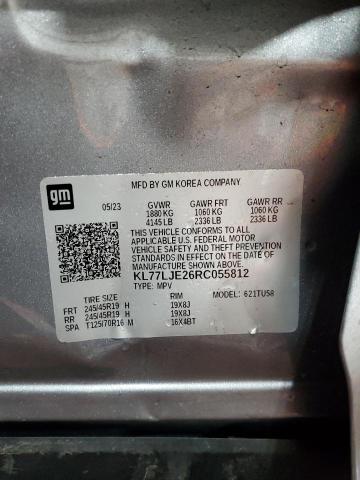 gm
MFD BY GM KOREA COMPANY
05/23 GVWR GAWR FRT GAWR RR
1880 KG 1060 KG 1060 KG
4145 LB 2336 LB 2336 LB
THIS VEHICLE CONFORMS TO ALL
APPLICABLE U.S. FEDERAL MOTOR
VEHICLE SAFETY AND THEFT
PREVENTION STANDARDS IN EFFECT ON
THE DATE OF MANUFACTURE SHOWN ABOVE.
KL77LJE26RC055812
TYPE: MPV MODEL: 621TU58
TIRE SIZE RIM
FRT 245/45R19 H 19X8J
RR 245/45R19 H 19X8J
SPA T125/70R16 M 16X4BT